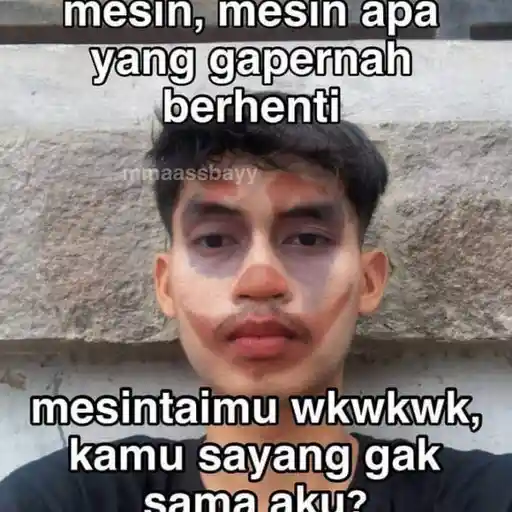 mesin, mesin apa
yang gapernah
berhenti
mmaassbayy
mesintaimu wkwkwk,
kamu sayang gak
sama aku?